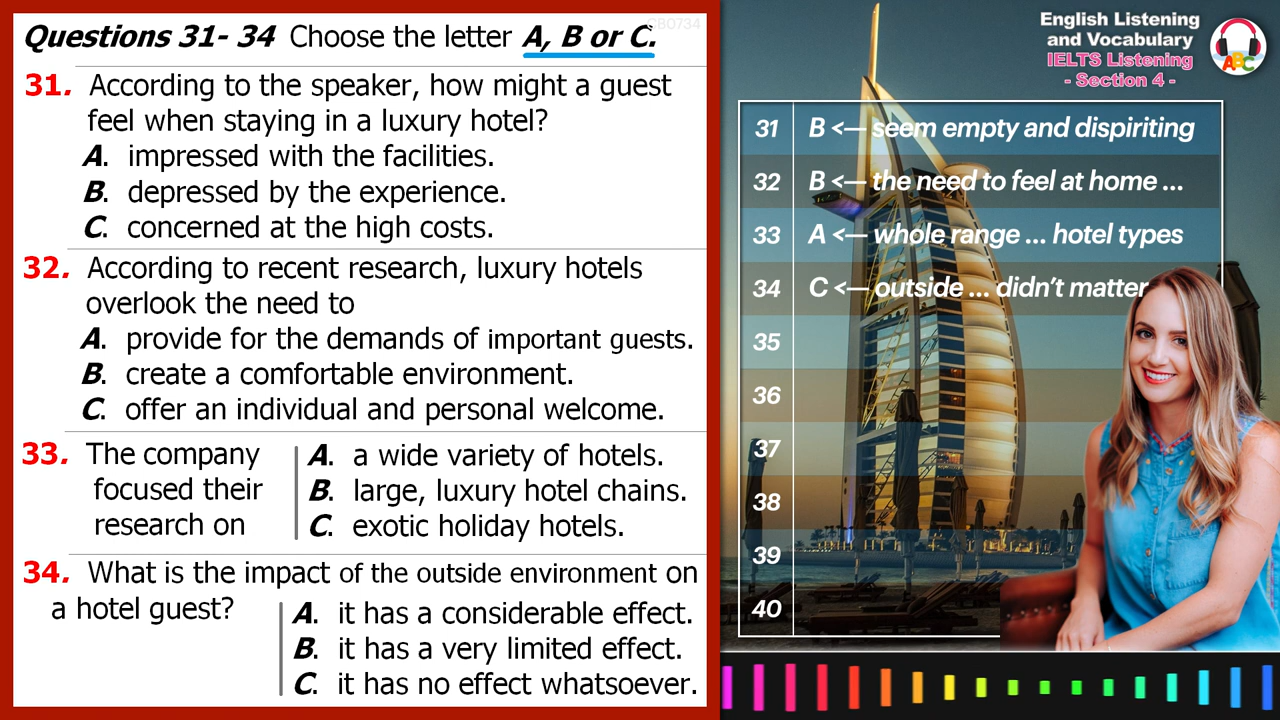 Questions 31- 34 Choose the letter A, B or C.
31. According to the speaker, how might a guest
feel when staying in a luxury hotel?
A. impressed with the facilities.
B. depressed by the experience.
C. concerned at the high costs.
32. According to recent research, luxury hotels
overlook the need to
A. provide for the demands of important guests.
B. create a comfortable environment.
C. offer an individual and personal welcome.
33. The company
focused their
research on
A. a wide variety of hotels.
B. large, luxury hotel chains.
C. exotic holiday hotels.
34. What is the impact of the outside environment on
a hotel guest?
A. it has a considerable effect.
B. it has a very limited effect.
C. it has no effect whatsoever.
English Listening
and Vocabulary
IELTS Listening
- Section 4 -
ABC
31 B <— seem empty and dispiriting
32 B <— the need to feel at home ...
33 A <— whole range ... hotel types
34 C <— outside ... didn't matter
35
36
37
38
39
40